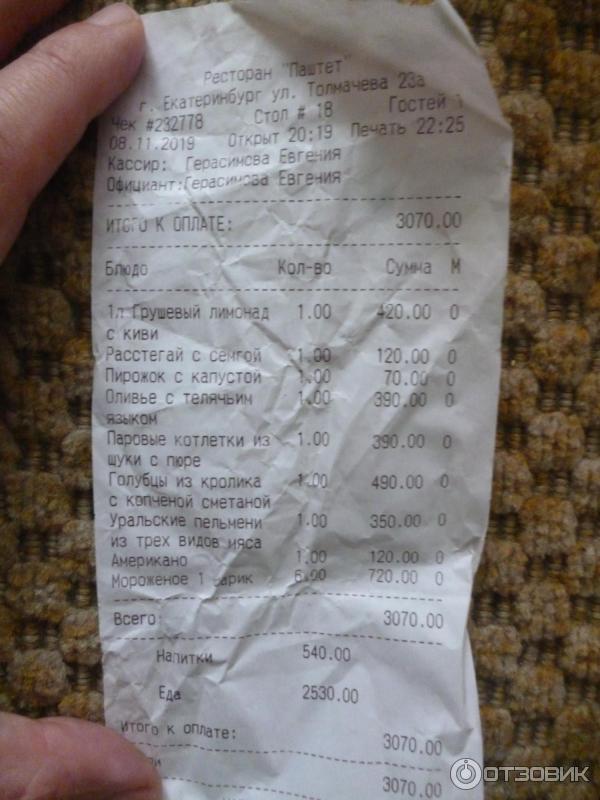 Ресторан "Паштет"
г. Екатеринбург ул. Толмачева 23а
Чек #232778 Стол # 18 Гостей 1
08.11.2019 Открыт 20:19 Печать 22:25
Кассир: Герасимова Евгения
Официант:Герасимова Евгения
ИТОГО К ОПЛАТЕ: 3070.00
Блюдо Кол-во Сумма М
1л Грушевый лимонад 1.00 420.00 0
с киви
Расстегай с семгой 1.00 120.00 0
Пирожок с капустой 1.00 70.00 0
Оливье с телячьим 1.00 390.00 0
языком
Паровые котлетки из 1.00 390.00 0
щуки с пюре
Голубцы из кролика 1.00 490.00 0
с копченой сметаной
Уральские пельмени 1.00 350.00 0
из трех видов мяса
Американо 1.00 120.00 0
Мороженое 1 шарик 6.00 720.00 0
Всего: 3070.00
Напитки 540.00
Еда 2530.00
Итого к оплате: 3070.00
3070.00
ОТЗОВИК